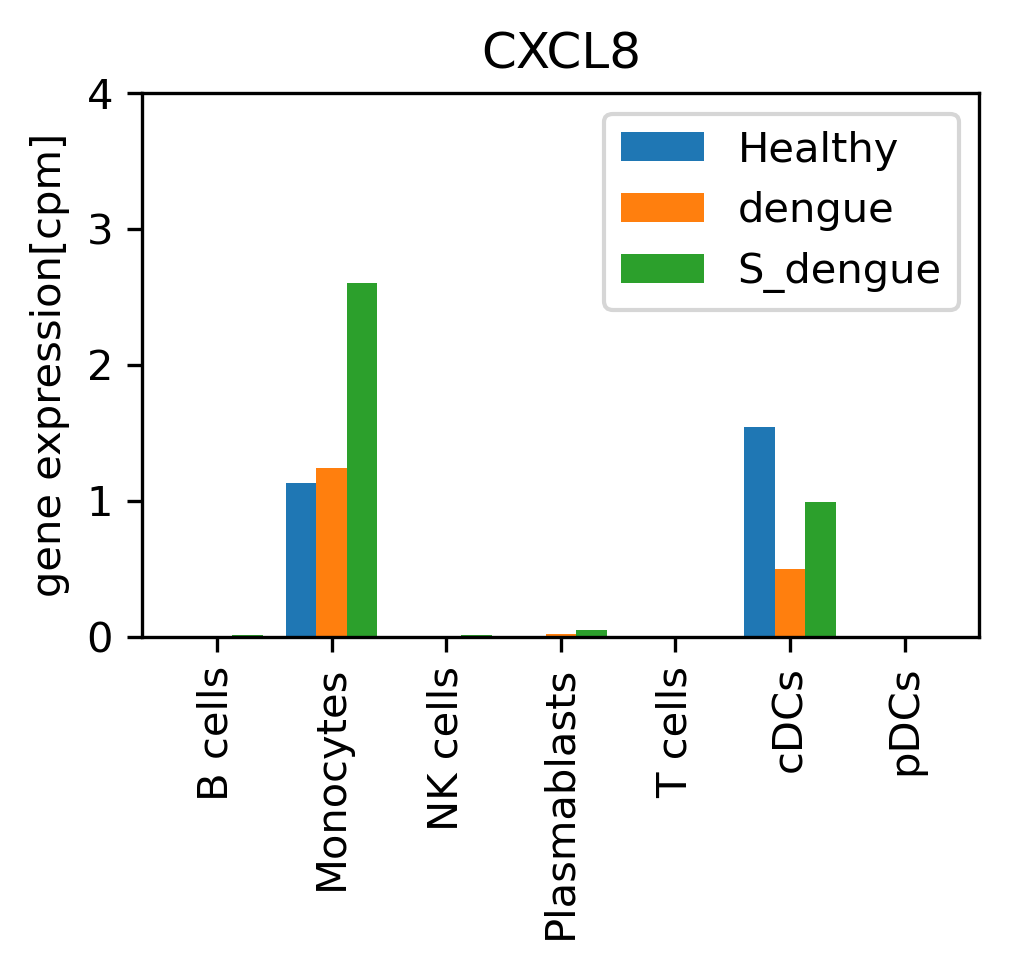 CXCL8
gene expression[cpm]
4
3
2
1
0
Healthy
dengue
S_dengue
B cells
Monocytes
NK cells
Plasmablasts
T cells
cDCs
pDCs